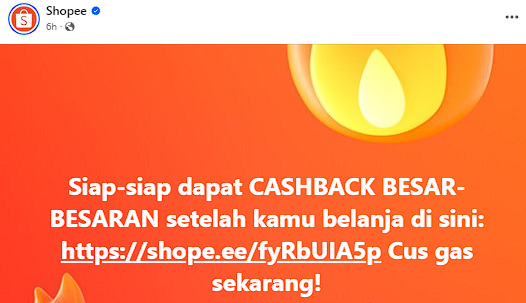 Shopee
6h ·
Siap-siap dapat CASHBACK BESAR-
BESARAN setelah kamu belanja di sini:
https://shope.ee/fyRbUIA5p Cus gas
sekarang!